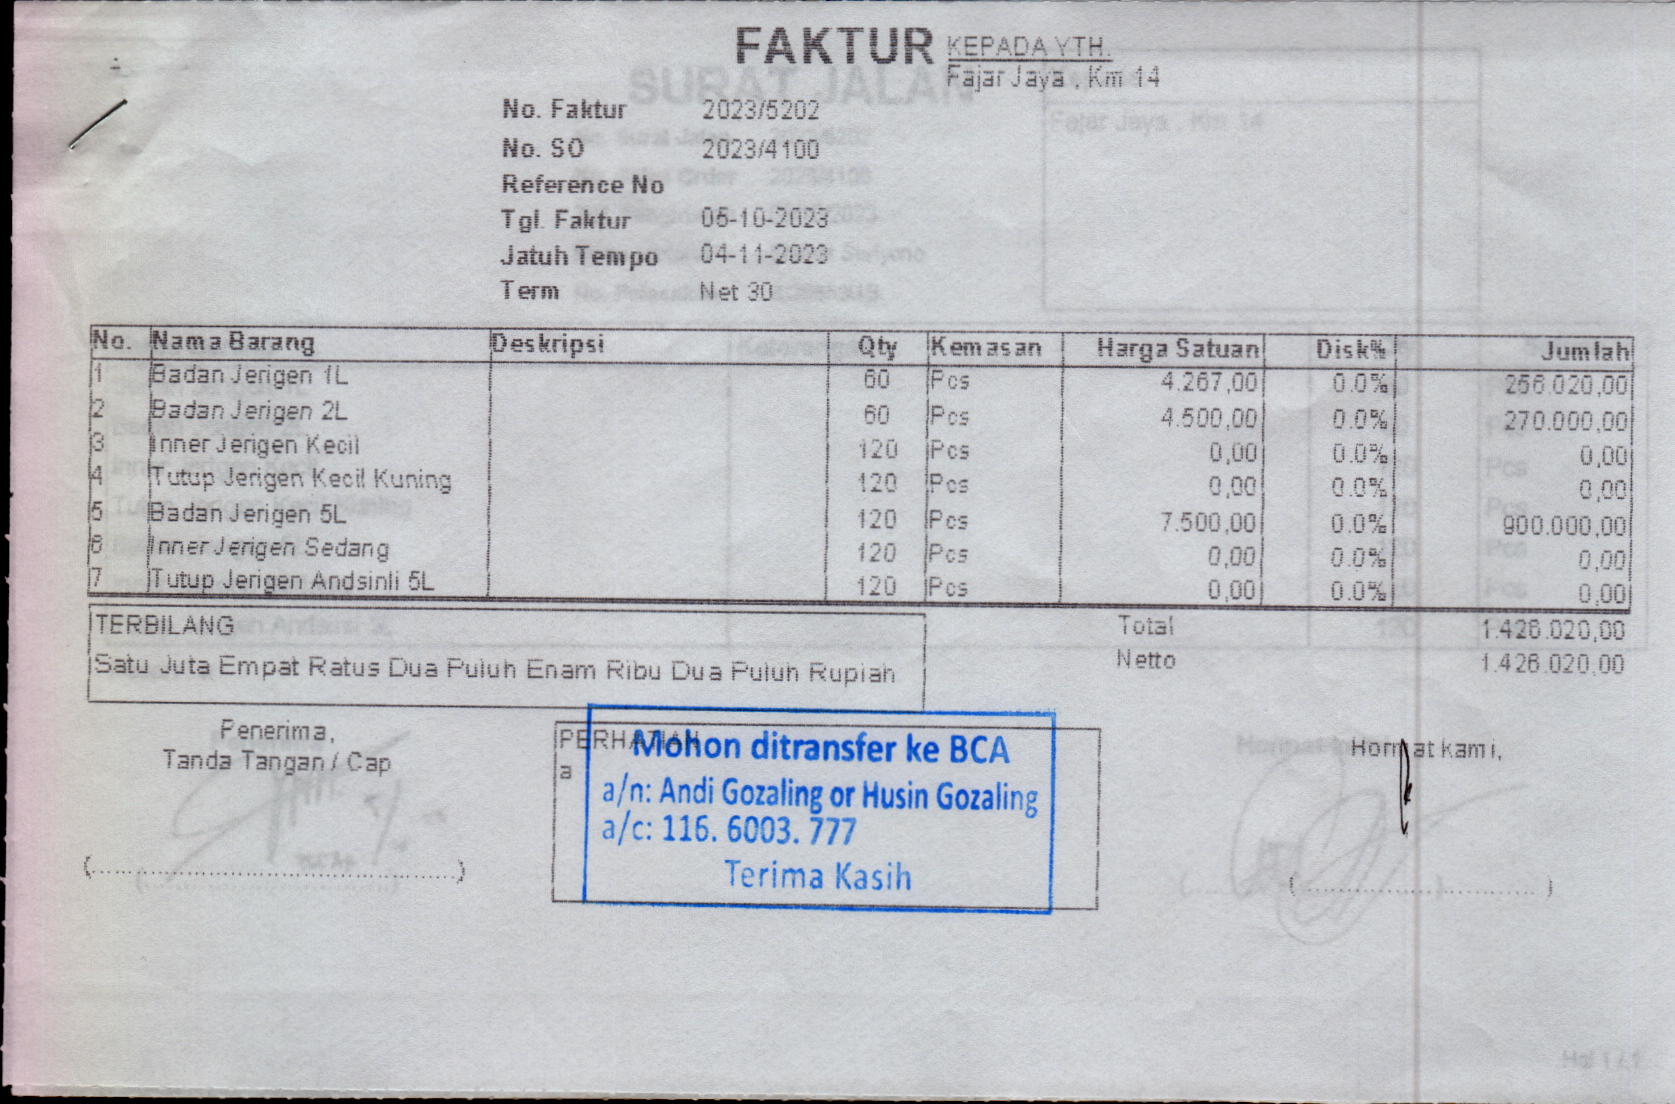 FAKTUR
KEPADA YTH.
Fajar Jaya , Km 14
SURAT JALAN
Fajar Jaya , Km 14
No. Faktur 2023/5202
No. SO 2023/4100
Reference No
Tgl. Faktur 05-10-2023
Jatuh Tempo 04-11-2023
Term Net 30
No. Nama Barang Deskripsi Qty Kemasan Harga Satuan Disk% Jumlah
1 Badan Jerigen 1L 60 Pcs 4.267,00 0.0% 256.020,00
2 Badan Jerigen 2L 60 Pcs 4.500,00 0.0% 270.000,00
3 Inner Jerigen Kecil 120 Pcs 0,00 0.0% 0,00
4 Tutup Jerigen Kecil Kuning 120 Pcs 0,00 0.0% 0,00
5 Badan Jerigen 5L 120 Pcs 7.500,00 0.0% 900.000,00
6 Inner Jerigen Sedang 120 Pcs 0,00 0.0% 0,00
7 Tutup Jerigen Andsinli 5L 120 Pcs 0,00 0.0% 0,00
TERBILANG
Satu Juta Empat Ratus Dua Puluh Enam Ribu Dua Puluh Rupiah
Total 1.426.020,00
Netto 1.426.020,00
Penerima,
Tanda Tangan / Cap
PERHATIAN
a
Mohon ditransfer ke BCA
a/n: Andi Gozaling or Husin Gozaling
a/c: 116. 6003. 777
Terima Kasih
Hormat kami,
Hal 1 / 1